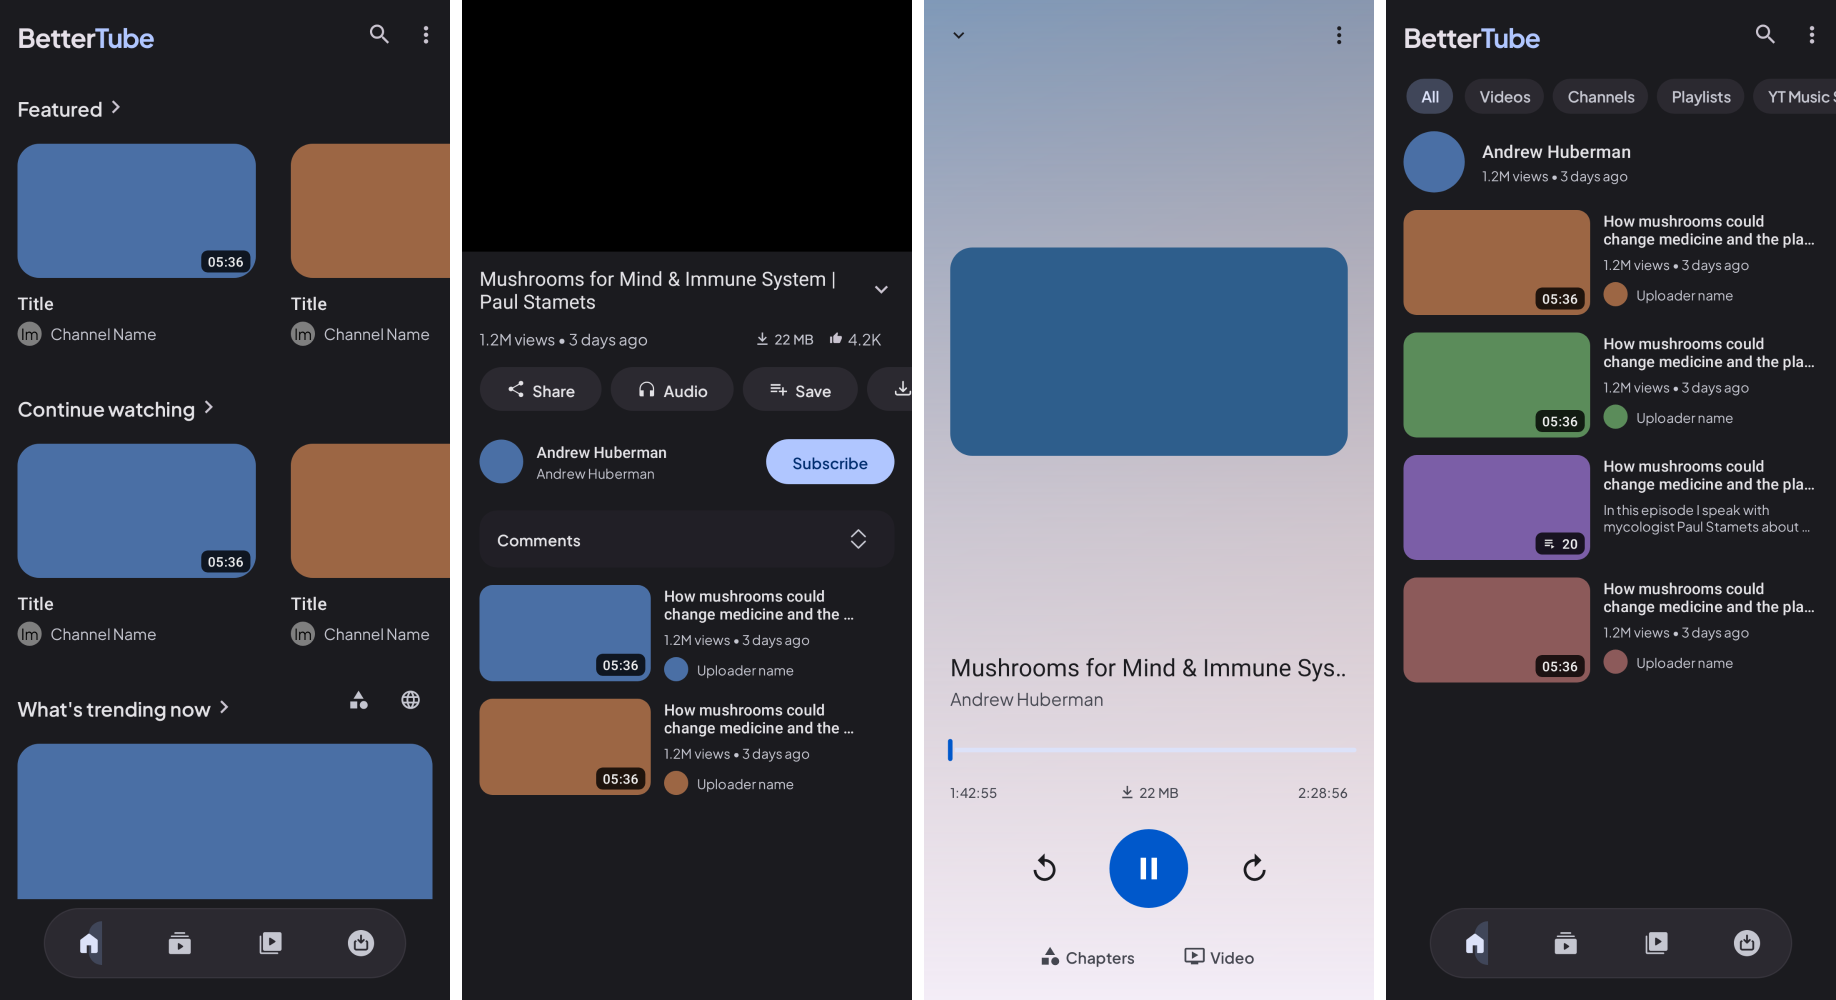 BetterTube
Featured
05:36
Title
Im Channel Name
Title
Im Channel Name
Continue watching
05:36
Title
Im Channel Name
Title
Im Channel Name
What's trending now
Mushrooms for Mind & Immune System |
Paul Stamets
1.2M views • 3 days ago
22 MB
4.2K
Share
Audio
Save
Andrew Huberman
Andrew Huberman
Subscribe
Comments
05:36
How mushrooms could
change medicine and the ...
1.2M views • 3 days ago
Uploader name
05:36
How mushrooms could
change medicine and the ...
1.2M views • 3 days ago
Uploader name
Mushrooms for Mind & Immune Sys..
Andrew Huberman
1:42:55
22 MB
2:28:56
Chapters
Video
BetterTube
All
Videos
Channels
Playlists
YT Music S
Andrew Huberman
1.2M views • 3 days ago
05:36
How mushrooms could
change medicine and the pla...
1.2M views • 3 days ago
Uploader name
05:36
How mushrooms could
change medicine and the pla...
1.2M views • 3 days ago
Uploader name
20
How mushrooms could
change medicine and the pla...
In this episode I speak with
mycologist Paul Stamets about ...
05:36
How mushrooms could
change medicine and the pla...
1.2M views • 3 days ago
Uploader name